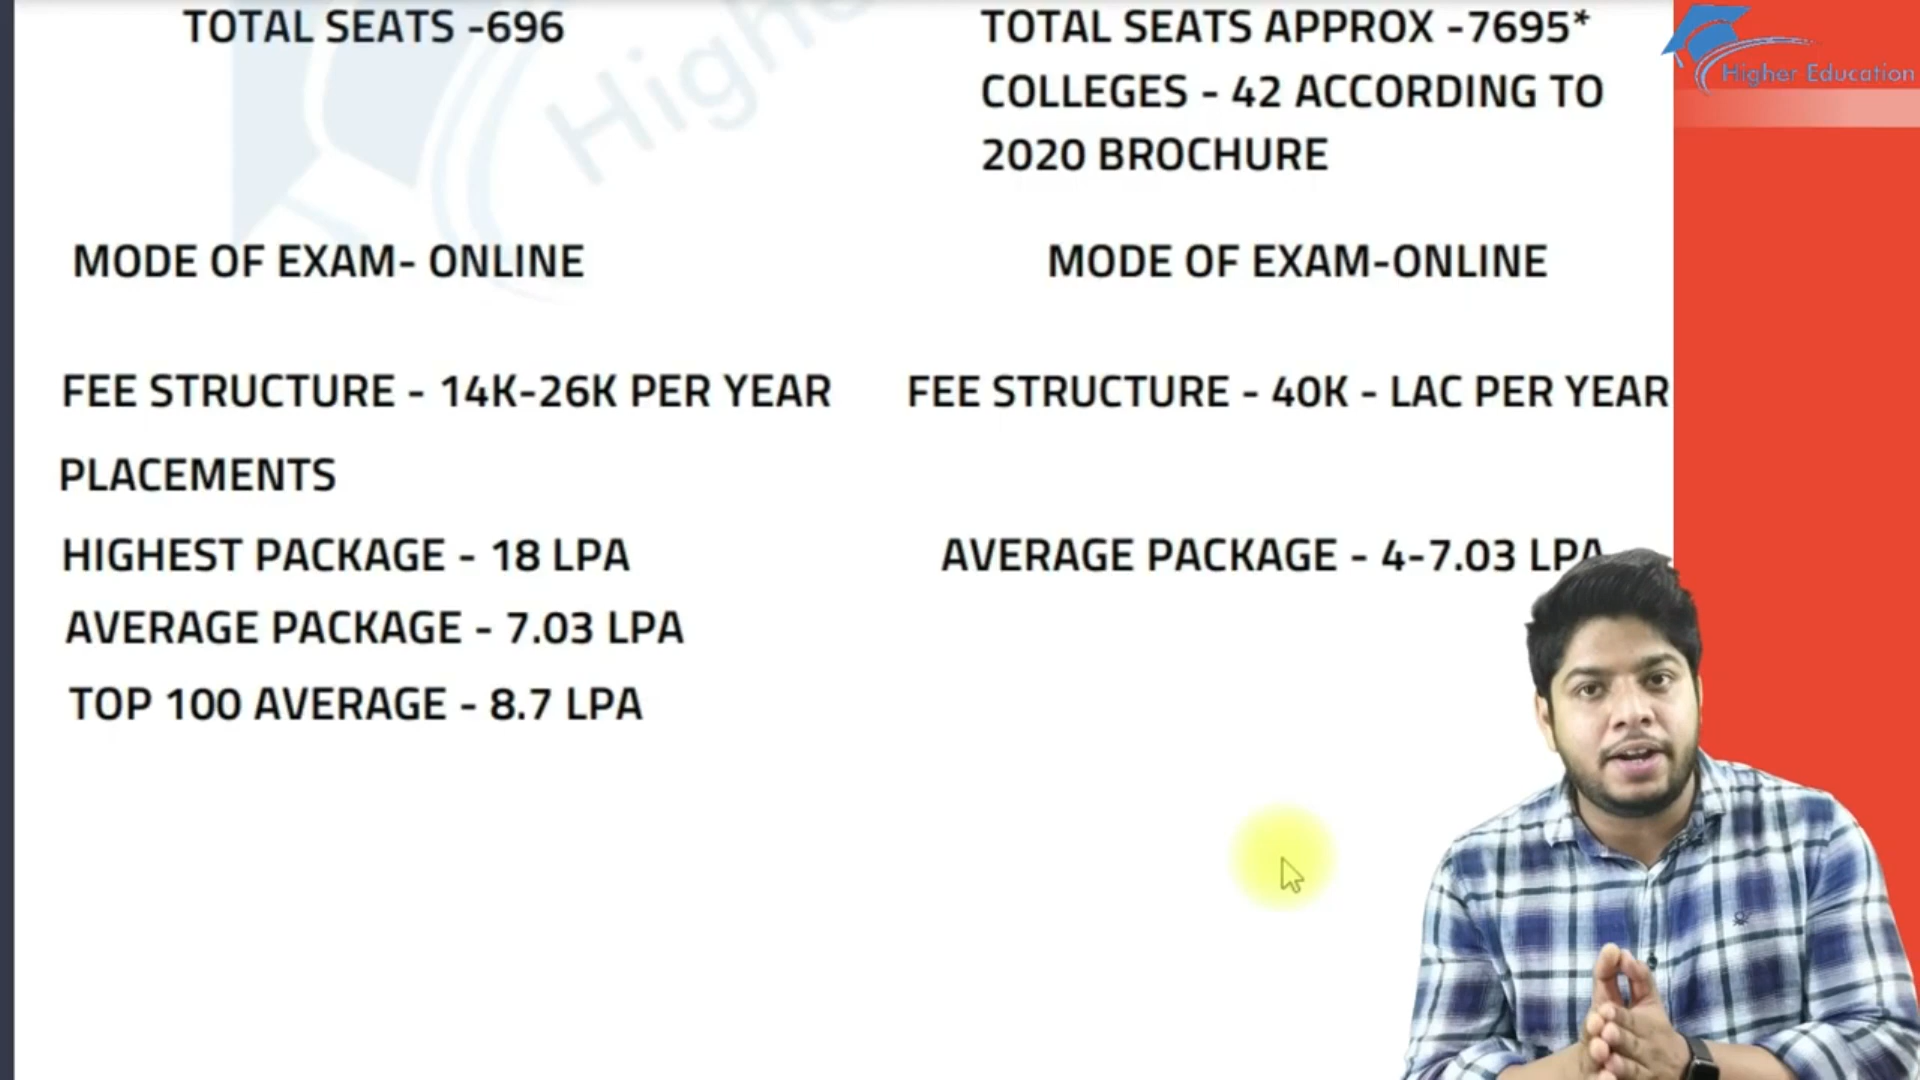 TOTAL SEATS -696
TOTAL SEATS APPROX -7695*
COLLEGES - 42 ACCORDING TO
2020 BROCHURE
MODE OF EXAM- ONLINE
MODE OF EXAM-ONLINE
FEE STRUCTURE - 14K-26K PER YEAR
FEE STRUCTURE - 40K - LAC PER YEAR
PLACEMENTS
HIGHEST PACKAGE - 18 LPA
AVERAGE PACKAGE - 4-7.03 LPA
AVERAGE PACKAGE - 7.03 LPA
TOP 100 AVERAGE - 8.7 LPA
Higher Education
High